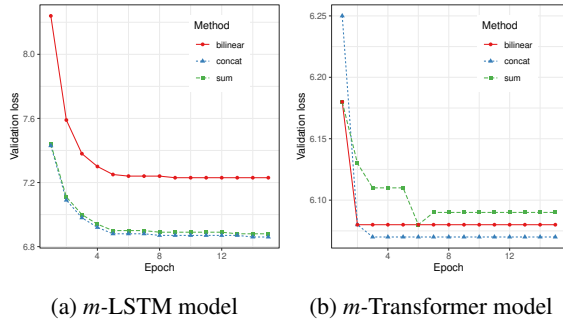 Method
bilinear
concat
sum
8.0
7.6
7.2
6.8
Validation loss
4
8
12
Epoch
(a) m-LSTM model
Method
bilinear
concat
sum
6.25
6.20
6.15
6.10
Validation loss
4
8
12
Epoch
(b) m-Transformer model